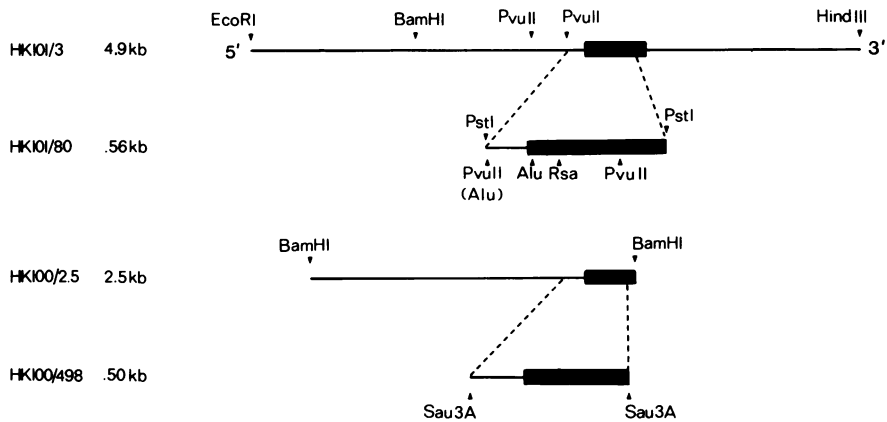 EcoRI BamHI PvuII PvuII HindIII
HK101/3 4.9kb 5' 3'
PstI PstI
HK101/80 .56kb
PvuII Alu Rsa PvuII
(Alu)
BamHI BamHI
HK100/2.5 2.5kb
HK100/498 .50kb
Sau3A Sau3A